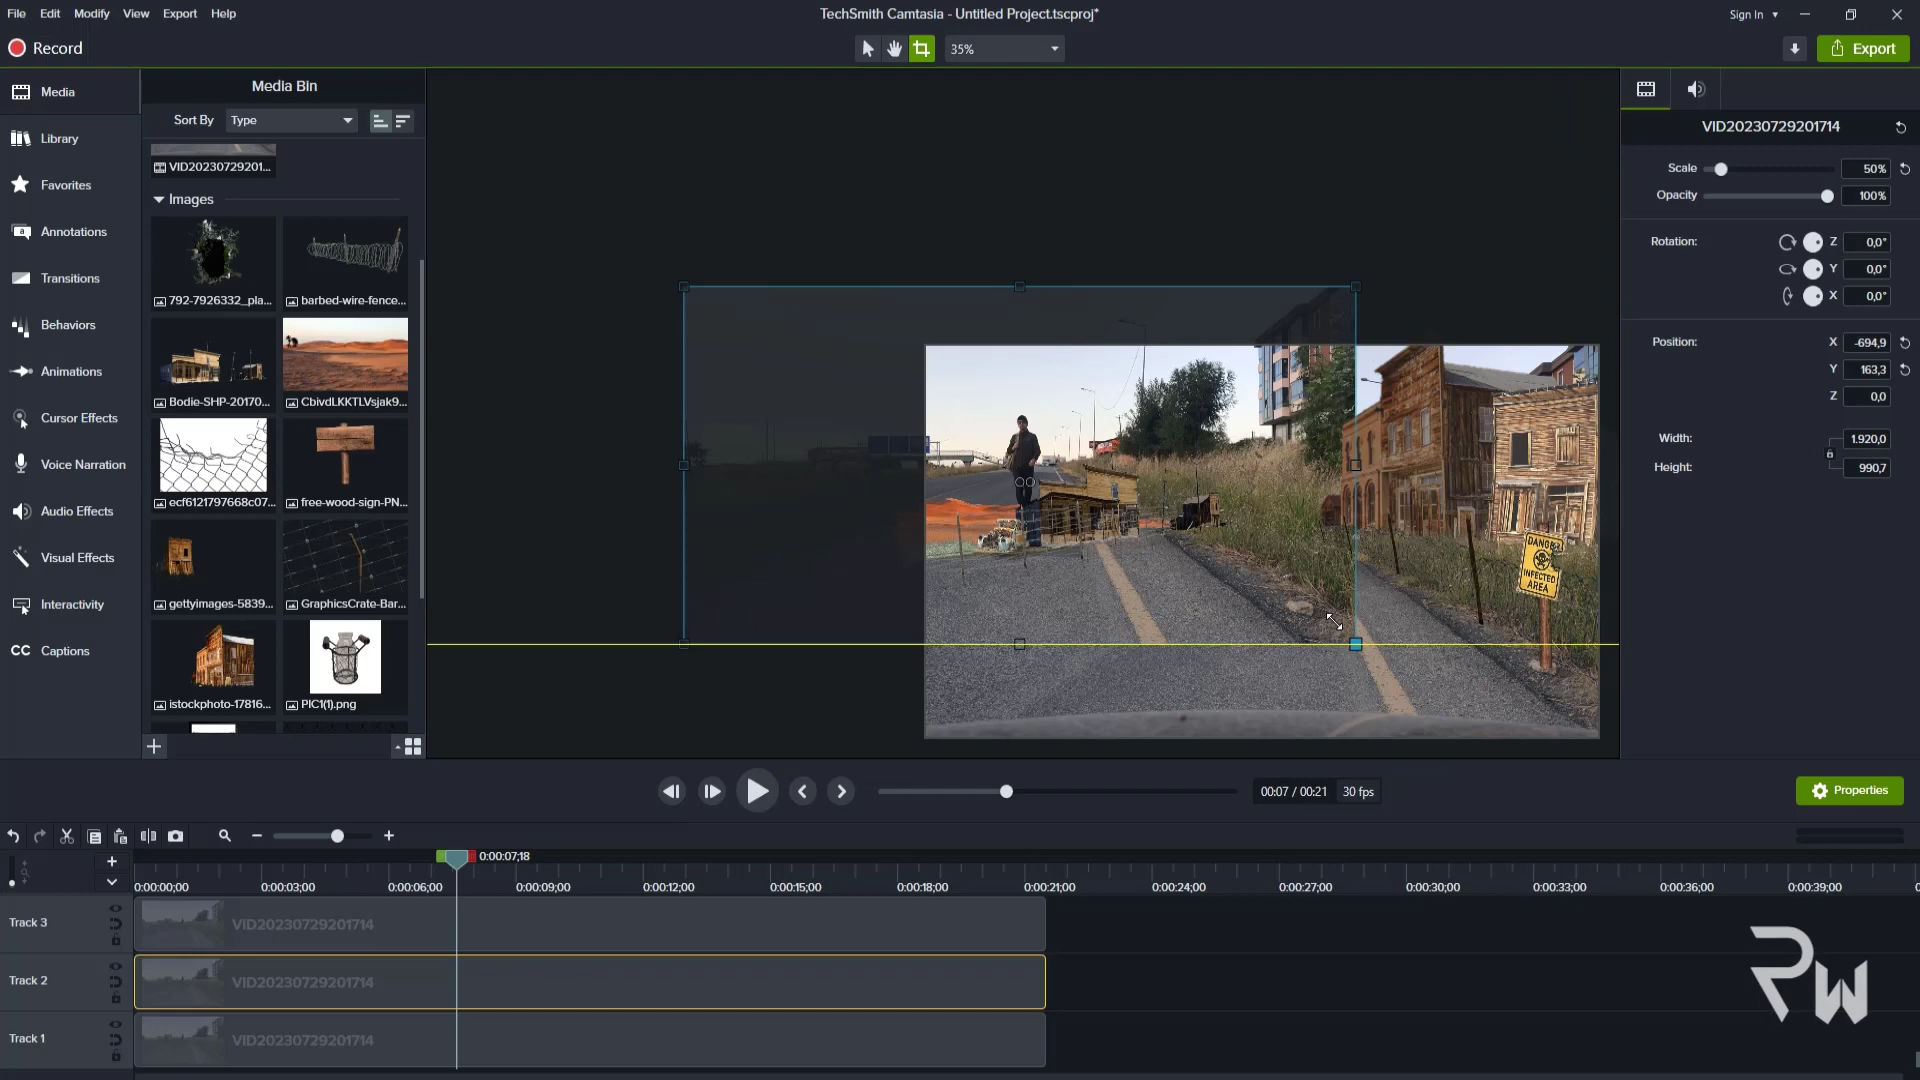 File Edit Modify View Export Help
TechSmith Camtasia - Untitled Project.tscproj*
Sign In
Record
35%
Export
Media
Library
Favorites
Annotations
Transitions
Behaviors
Animations
Cursor Effects
Voice Narration
Audio Effects
Visual Effects
Interactivity
CC Captions
Media Bin
Sort By Type
VID20230729201...
Images
792-7926332_pla...
barbed-wire-fence...
Bodie-SHP-20170...
CbivdLKKTLVsjak9...
ecf6121797668c07...
free-wood-sign-PN...
gettyimages-5839...
GraphicsCrate-Bar...
istockphoto-17816...
PIC1(1).png
DANGER
INFECTED
AREA
VID20230729201714
Scale 50%
Opacity 100%
Rotation: Z 0,0°
Y 0,0°
X 0,0°
Position: X -694,9
Y 163,3
Z 0,0
Width: 1.920,0
Height: 990,7
00:07 / 00:21 30 fps
Properties
0:00:07;18
0:00:00;00 0:00:03;00 0:00:06;00 0:00:09;00 0:00:12;00 0:00:15;00 0:00:18;00 0:00:21;00 0:00:24;00 0:00:27;00 0:00:30;00 0:00:33;00 0:00:36;00 0:00:39;00
Track 3 VID20230729201714
Track 2 VID20230729201714
Track 1 VID20230729201714
RW